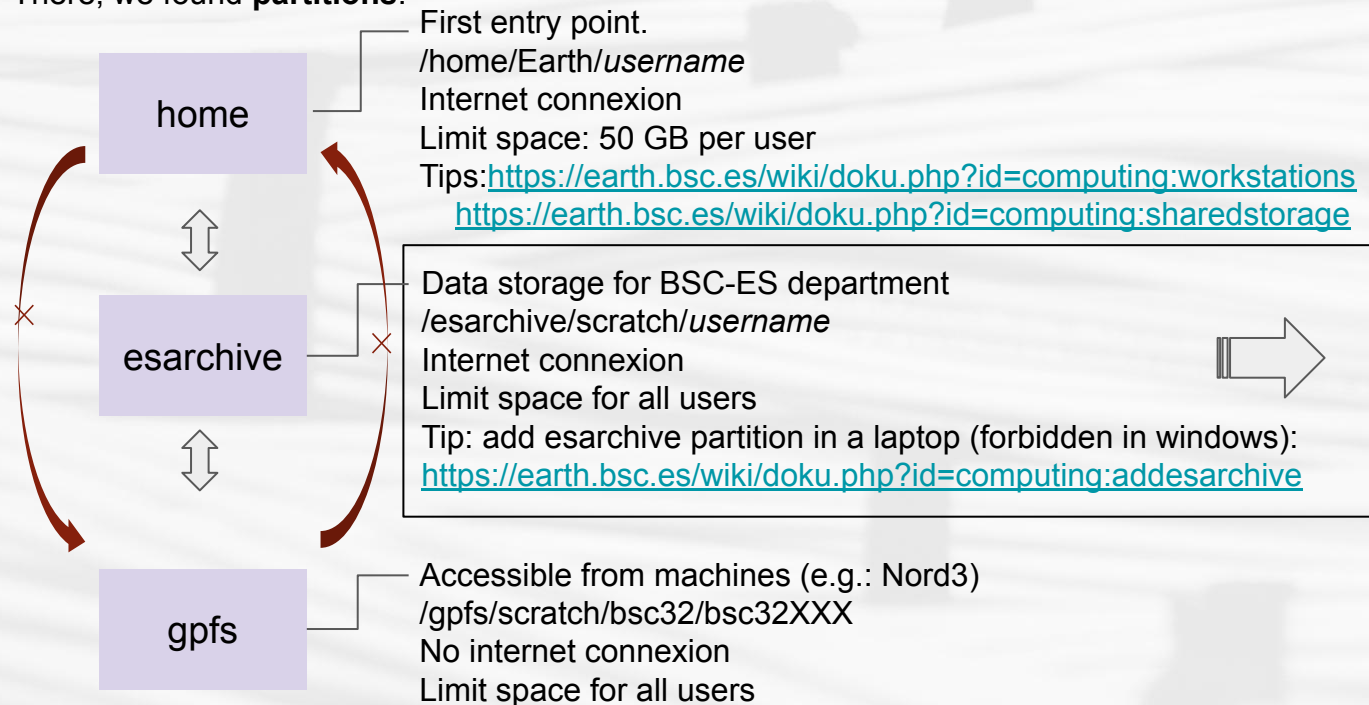 There, we found partitions:
First entry point.
/home/Earth/username
Internet connexion
Limit space: 50 GB per user
Tips:https://earth.bsc.es/wiki/doku.php?id=computing:workstations
https://earth.bsc.es/wiki/doku.php?id=computing:sharedstorage
home
Data storage for BSC-ES department
/esarchive/scratch/username
Internet connexion
Limit space for all users
Tip: add esarchive partition in a laptop (forbidden in windows):
https://earth.bsc.es/wiki/doku.php?id=computing:addesarchive
esarchive
Accessible from machines (e.g.: Nord3)
/gpfs/scratch/bsc32/bsc32XXX
No internet connexion
Limit space for all users
gpfs